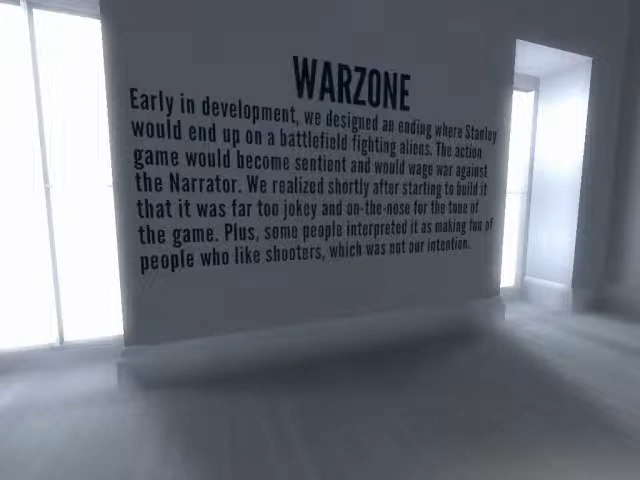 WARZONE
Early in development, we designed an ending where Stanley
would end up on a battlefield fighting aliens. The action
game would become sentient and would wage war against
the Narrator. We realized shortly after starting to build it
that it was far too jokey and on-the-nose for the tone of
the game. Plus, some people interpreted it as making fun of
people who like shooters, which was not our intention.